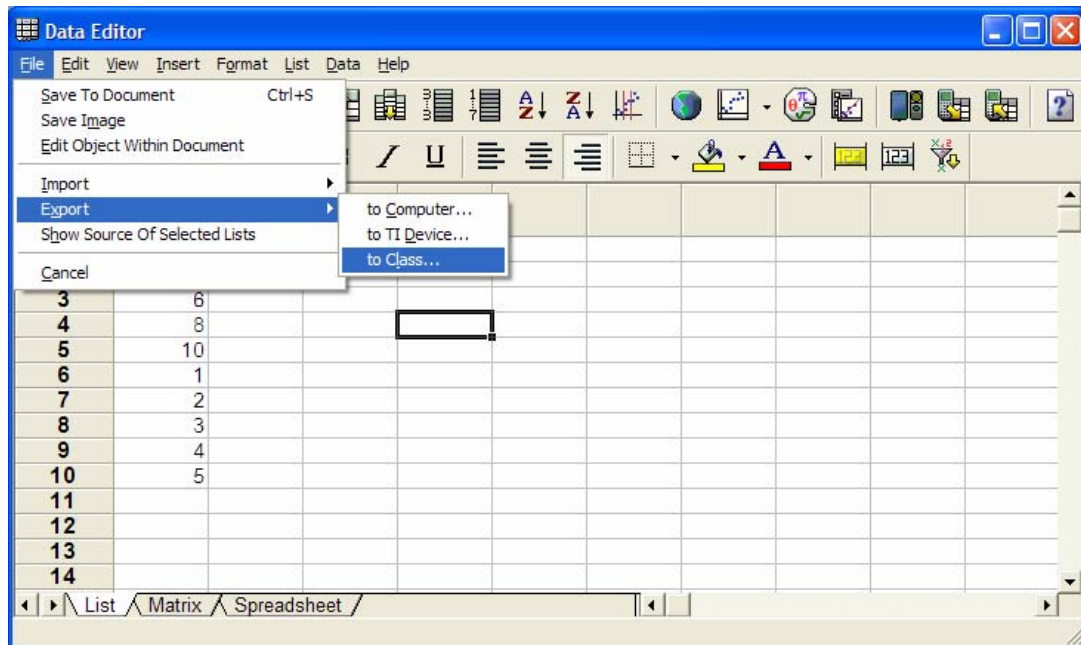 Data Editor
File Edit View Insert Format List Data Help
Save To Document Ctrl+S
Save Image
Edit Object Within Document
Import
Export
to Computer...
to TI Device...
to Class...
Show Source Of Selected Lists
Cancel
3 6
4 8
5 10
6 1
7 2
8 3
9 4
10 5
11
12
13
14
List Matrix Spreadsheet